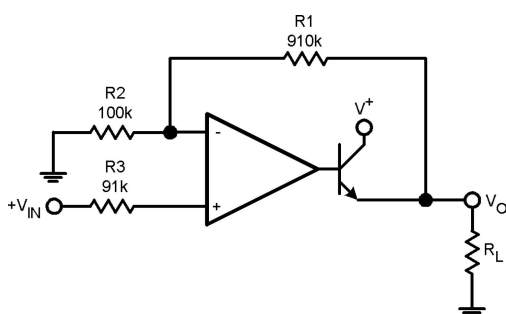 R1
910k
R2
100k
V+
-
R3
91k
+VIN
+
VO
RL